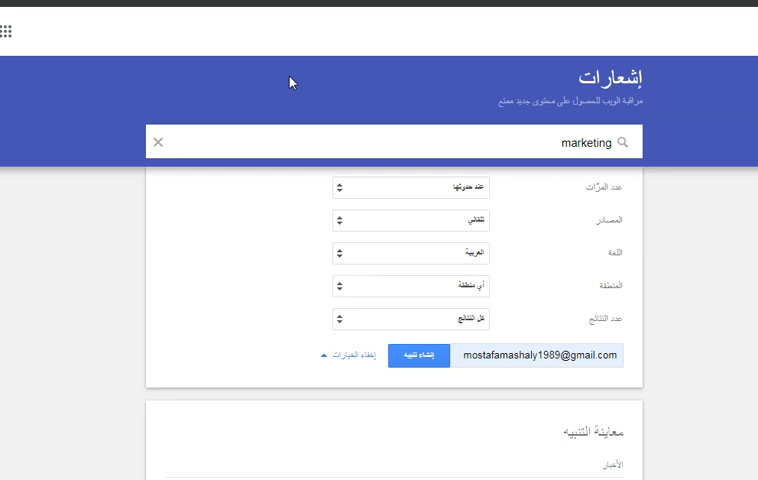 إشعارات
مراقبة الويب للحصول على محتوى جديد ممتع
marketing
عدد المرّات عند حدوثها
المصادر تلقائي
اللغة العربية
المنطقة أي منطقة
عدد النتائج كل النتائج
mostafamashaly1989@gmail.com إنشاء تنبيه إخفاء الخيارات
معاينة التنبيه
الأخبار